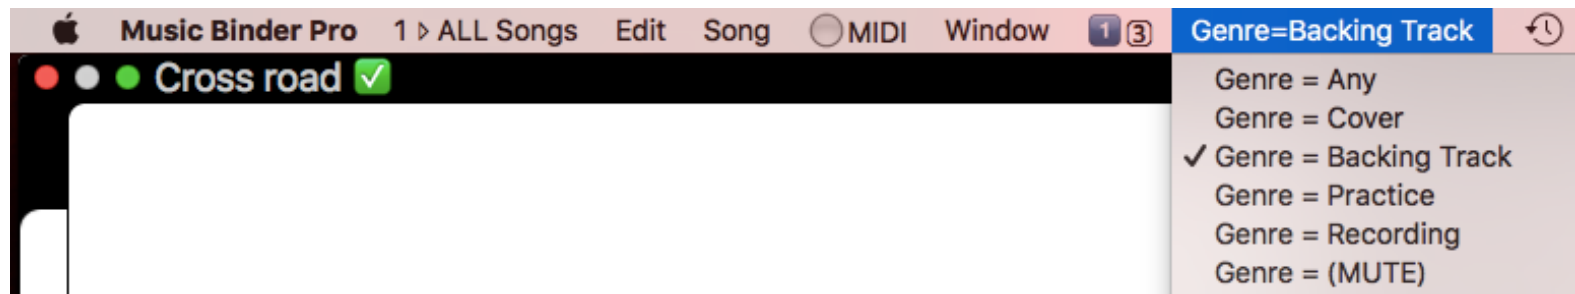 Music Binder Pro 1 ▷ ALL Songs Edit Song MIDI Window 1 3 Genre=Backing Track
Cross road ✅
Genre = Any
Genre = Cover
✓ Genre = Backing Track
Genre = Practice
Genre = Recording
Genre = (MUTE)